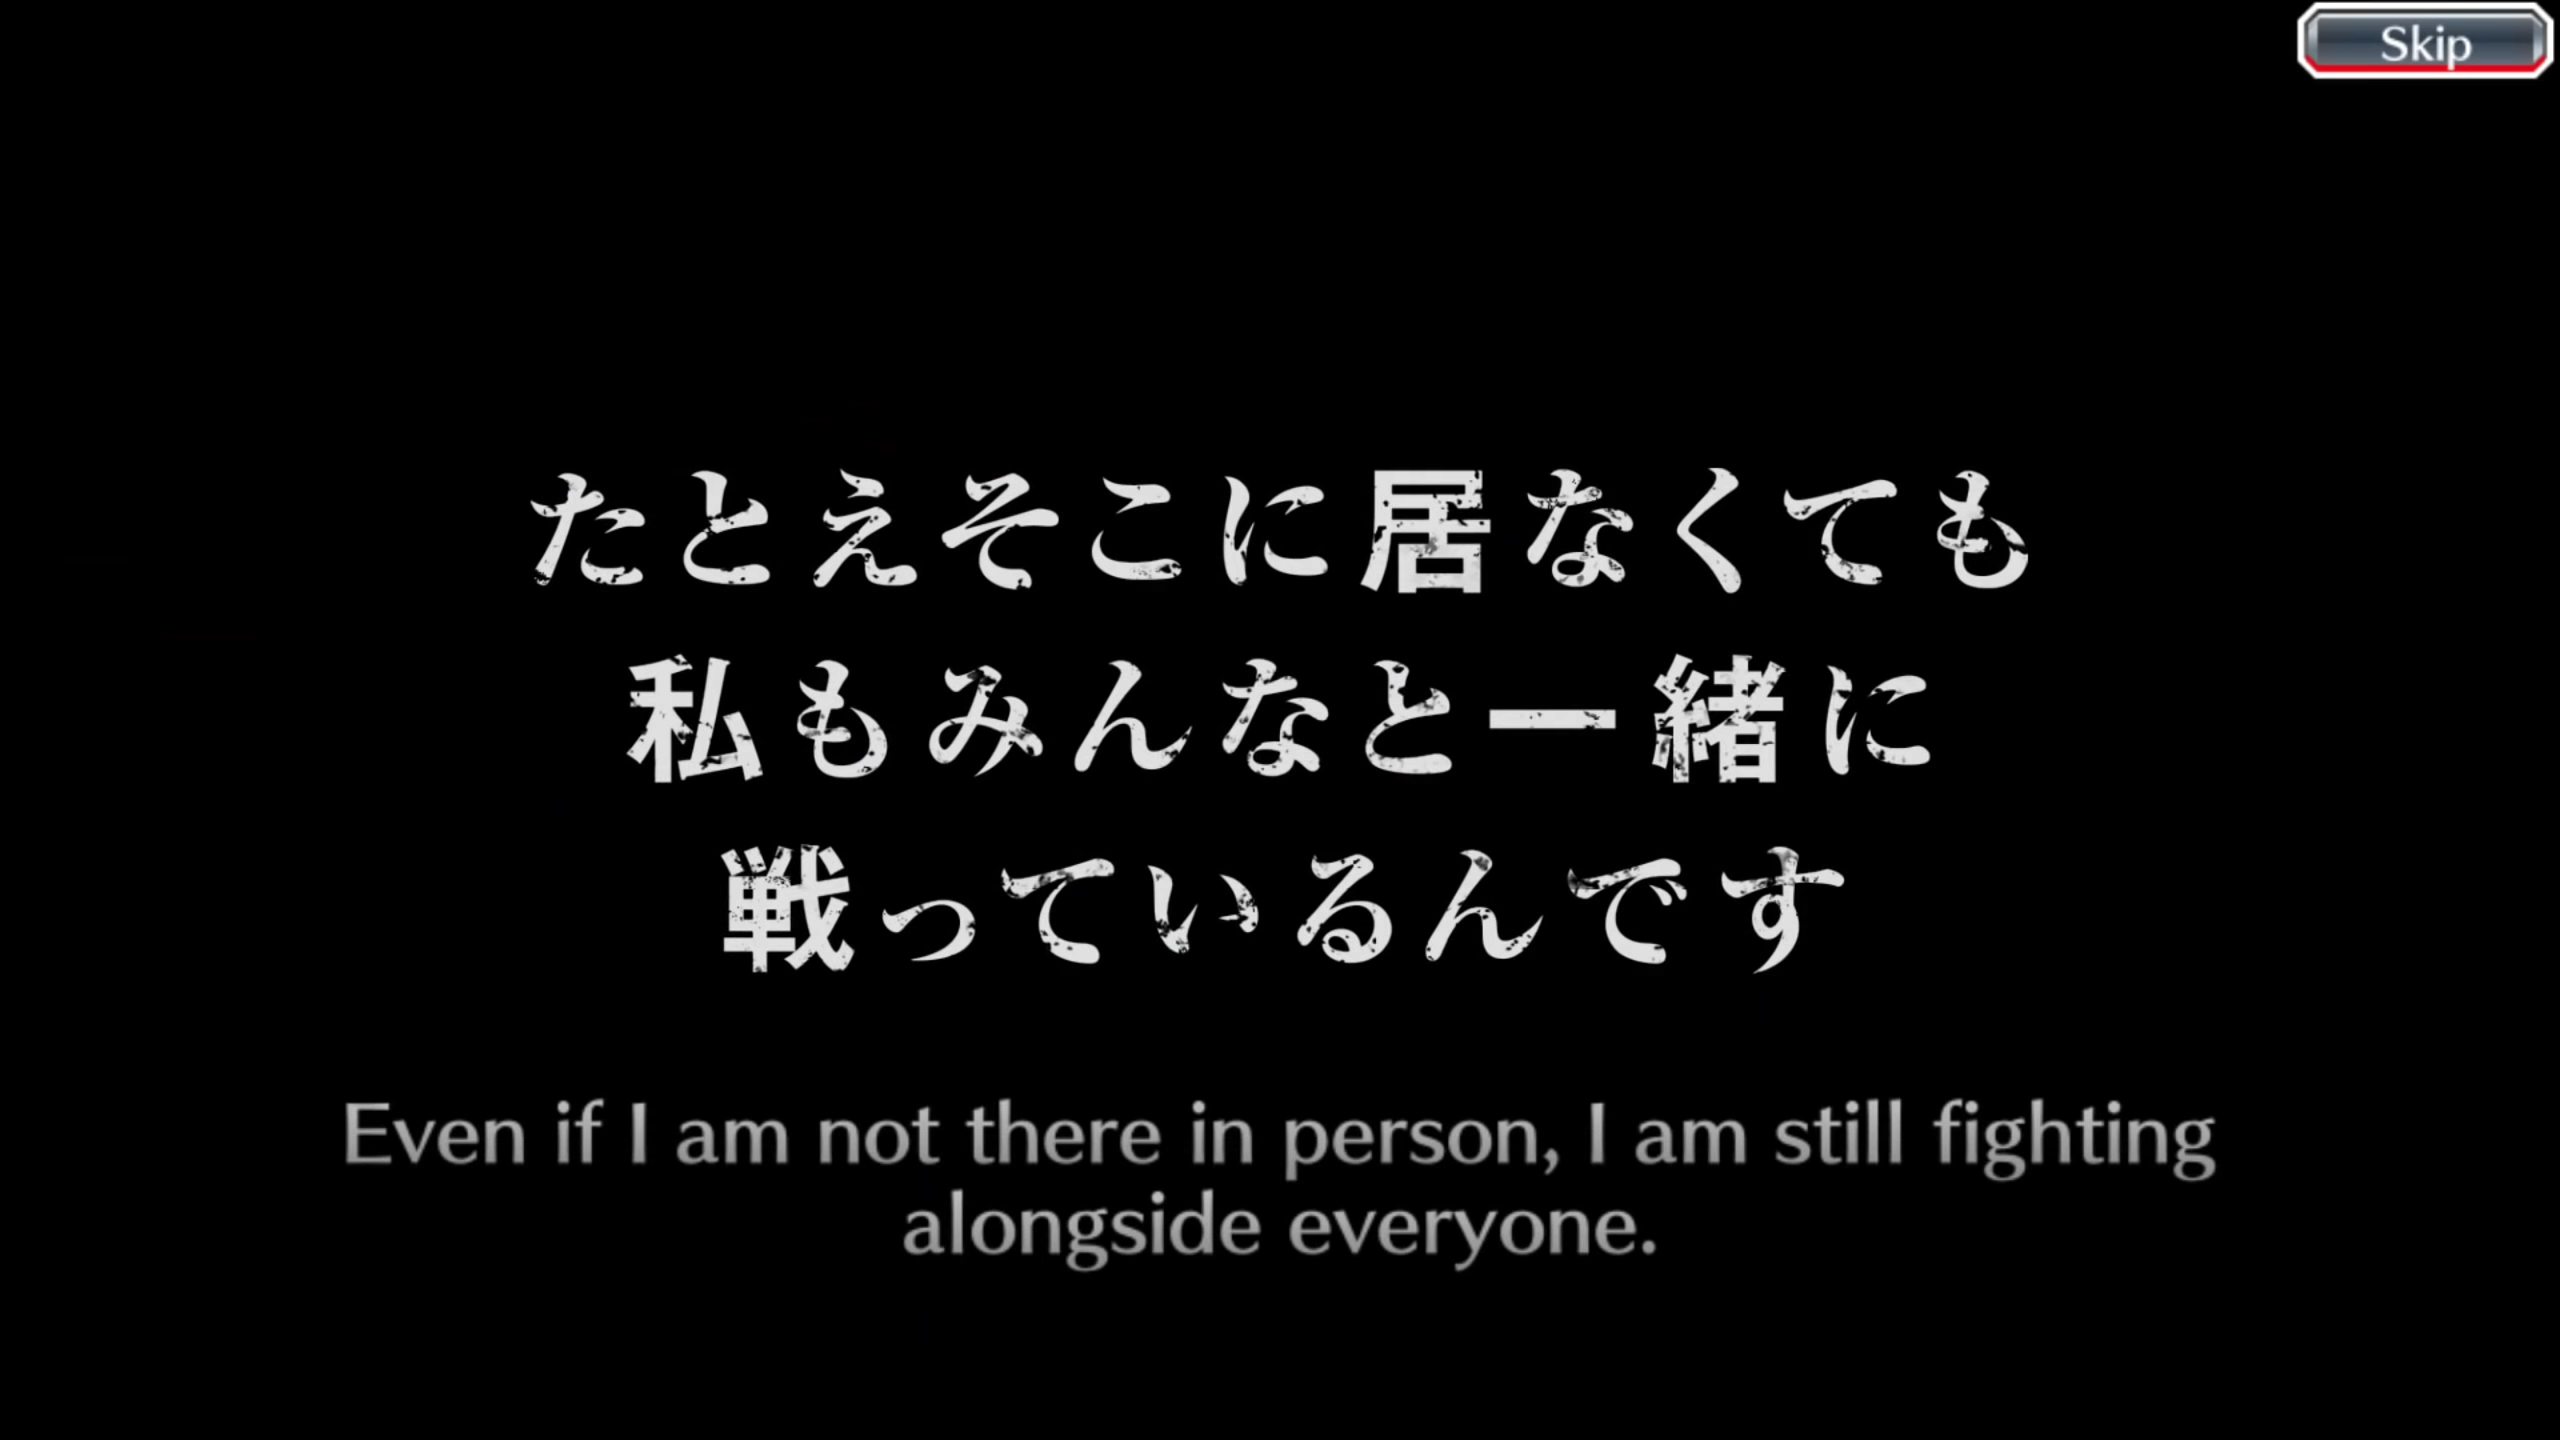 Skip
たとえそこに居なくても
私もみんなと一緒に
戦っているんです
Even if I am not there in person, I am still fighting
alongside everyone.